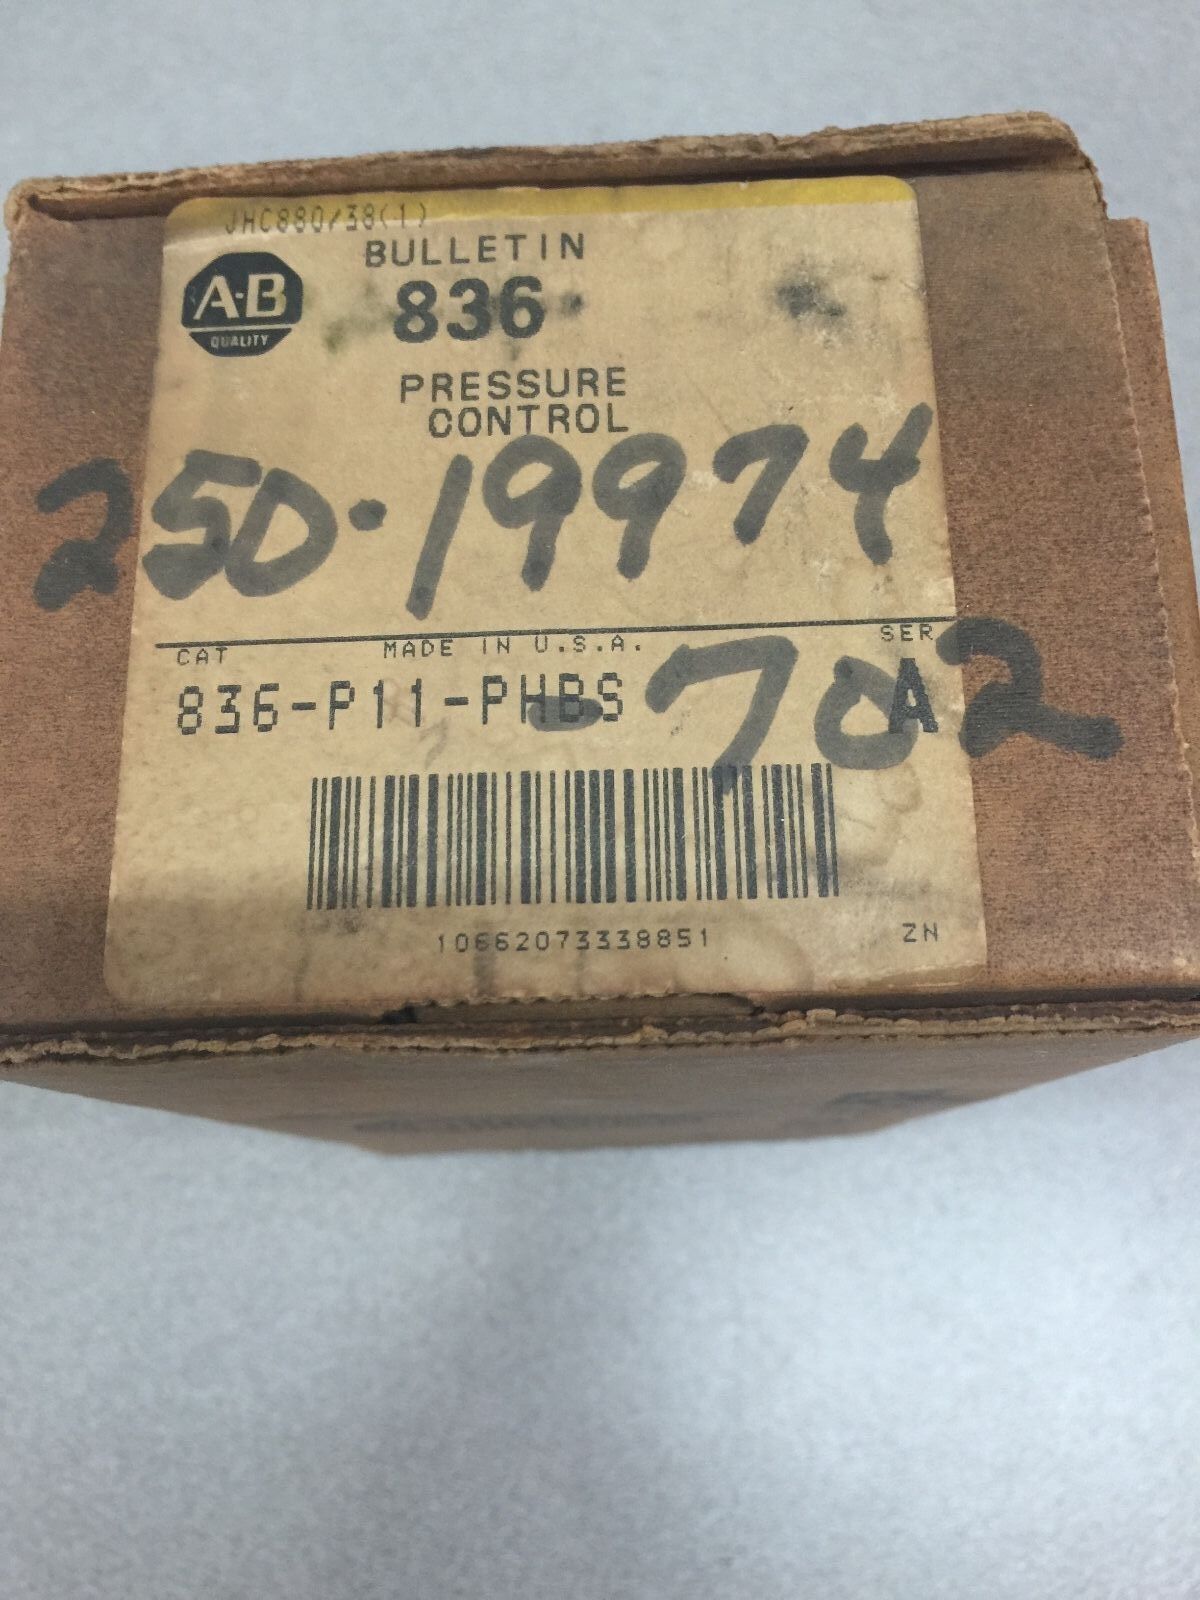 JHC880/38(1)
BULLETIN
836
A-B
QUALITY
PRESSURE
CONTROL
250-19974
CAT MADE IN U.S.A. SER
836-P11-PHBS A
-702
10662073338851 ZN